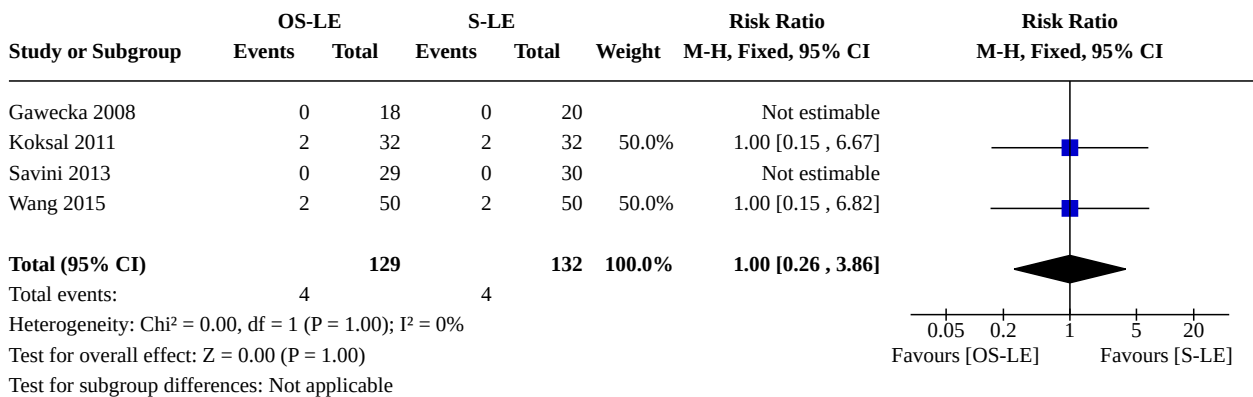 OS-LE S-LE Risk Ratio Risk Ratio
Study or Subgroup Events Total Events Total Weight M-H, Fixed, 95% CI M-H, Fixed, 95% CI
Gawecka 2008 0 18 0 20 Not estimable
Koksal 2011 2 32 2 32 50.0% 1.00 [0.15 , 6.67]
Savini 2013 0 29 0 30 Not estimable
Wang 2015 2 50 2 50 50.0% 1.00 [0.15 , 6.82]
Total (95% CI) 129 132 100.0% 1.00 [0.26 , 3.86]
Total events: 4 4
Heterogeneity: Chi² = 0.00, df = 1 (P = 1.00); I² = 0%
Test for overall effect: Z = 0.00 (P = 1.00)
Test for subgroup differences: Not applicable
0.05 0.2 1 5 20
Favours [OS-LE] Favours [S-LE]